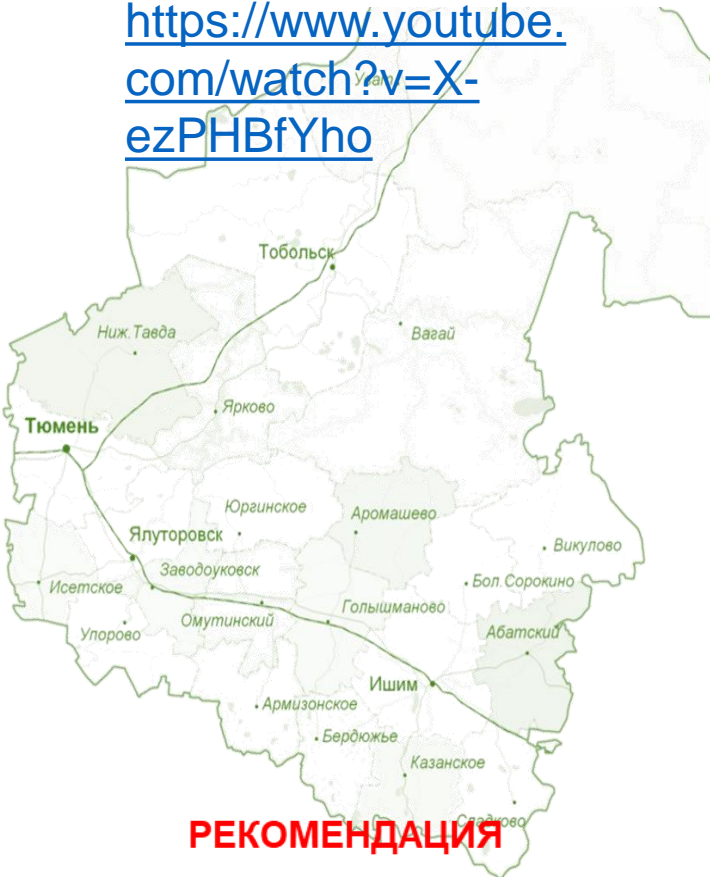 https://www.youtube.
com/watch?v=X-
ezPHBfYho
Уват
Тобольск
Ниж.Тавда
Вагай
Ярково
Тюмень
Юргинское
Аромашево
Ялуторовск
Викулово
Заводоуковск
Бол.Сорокино
Исетское
Голышманово
Омутинский
Упорово
Абатский
Ишим
Армизонское
Бердюжье
Казанское
Сладково
РЕКОМЕНДАЦИЯ